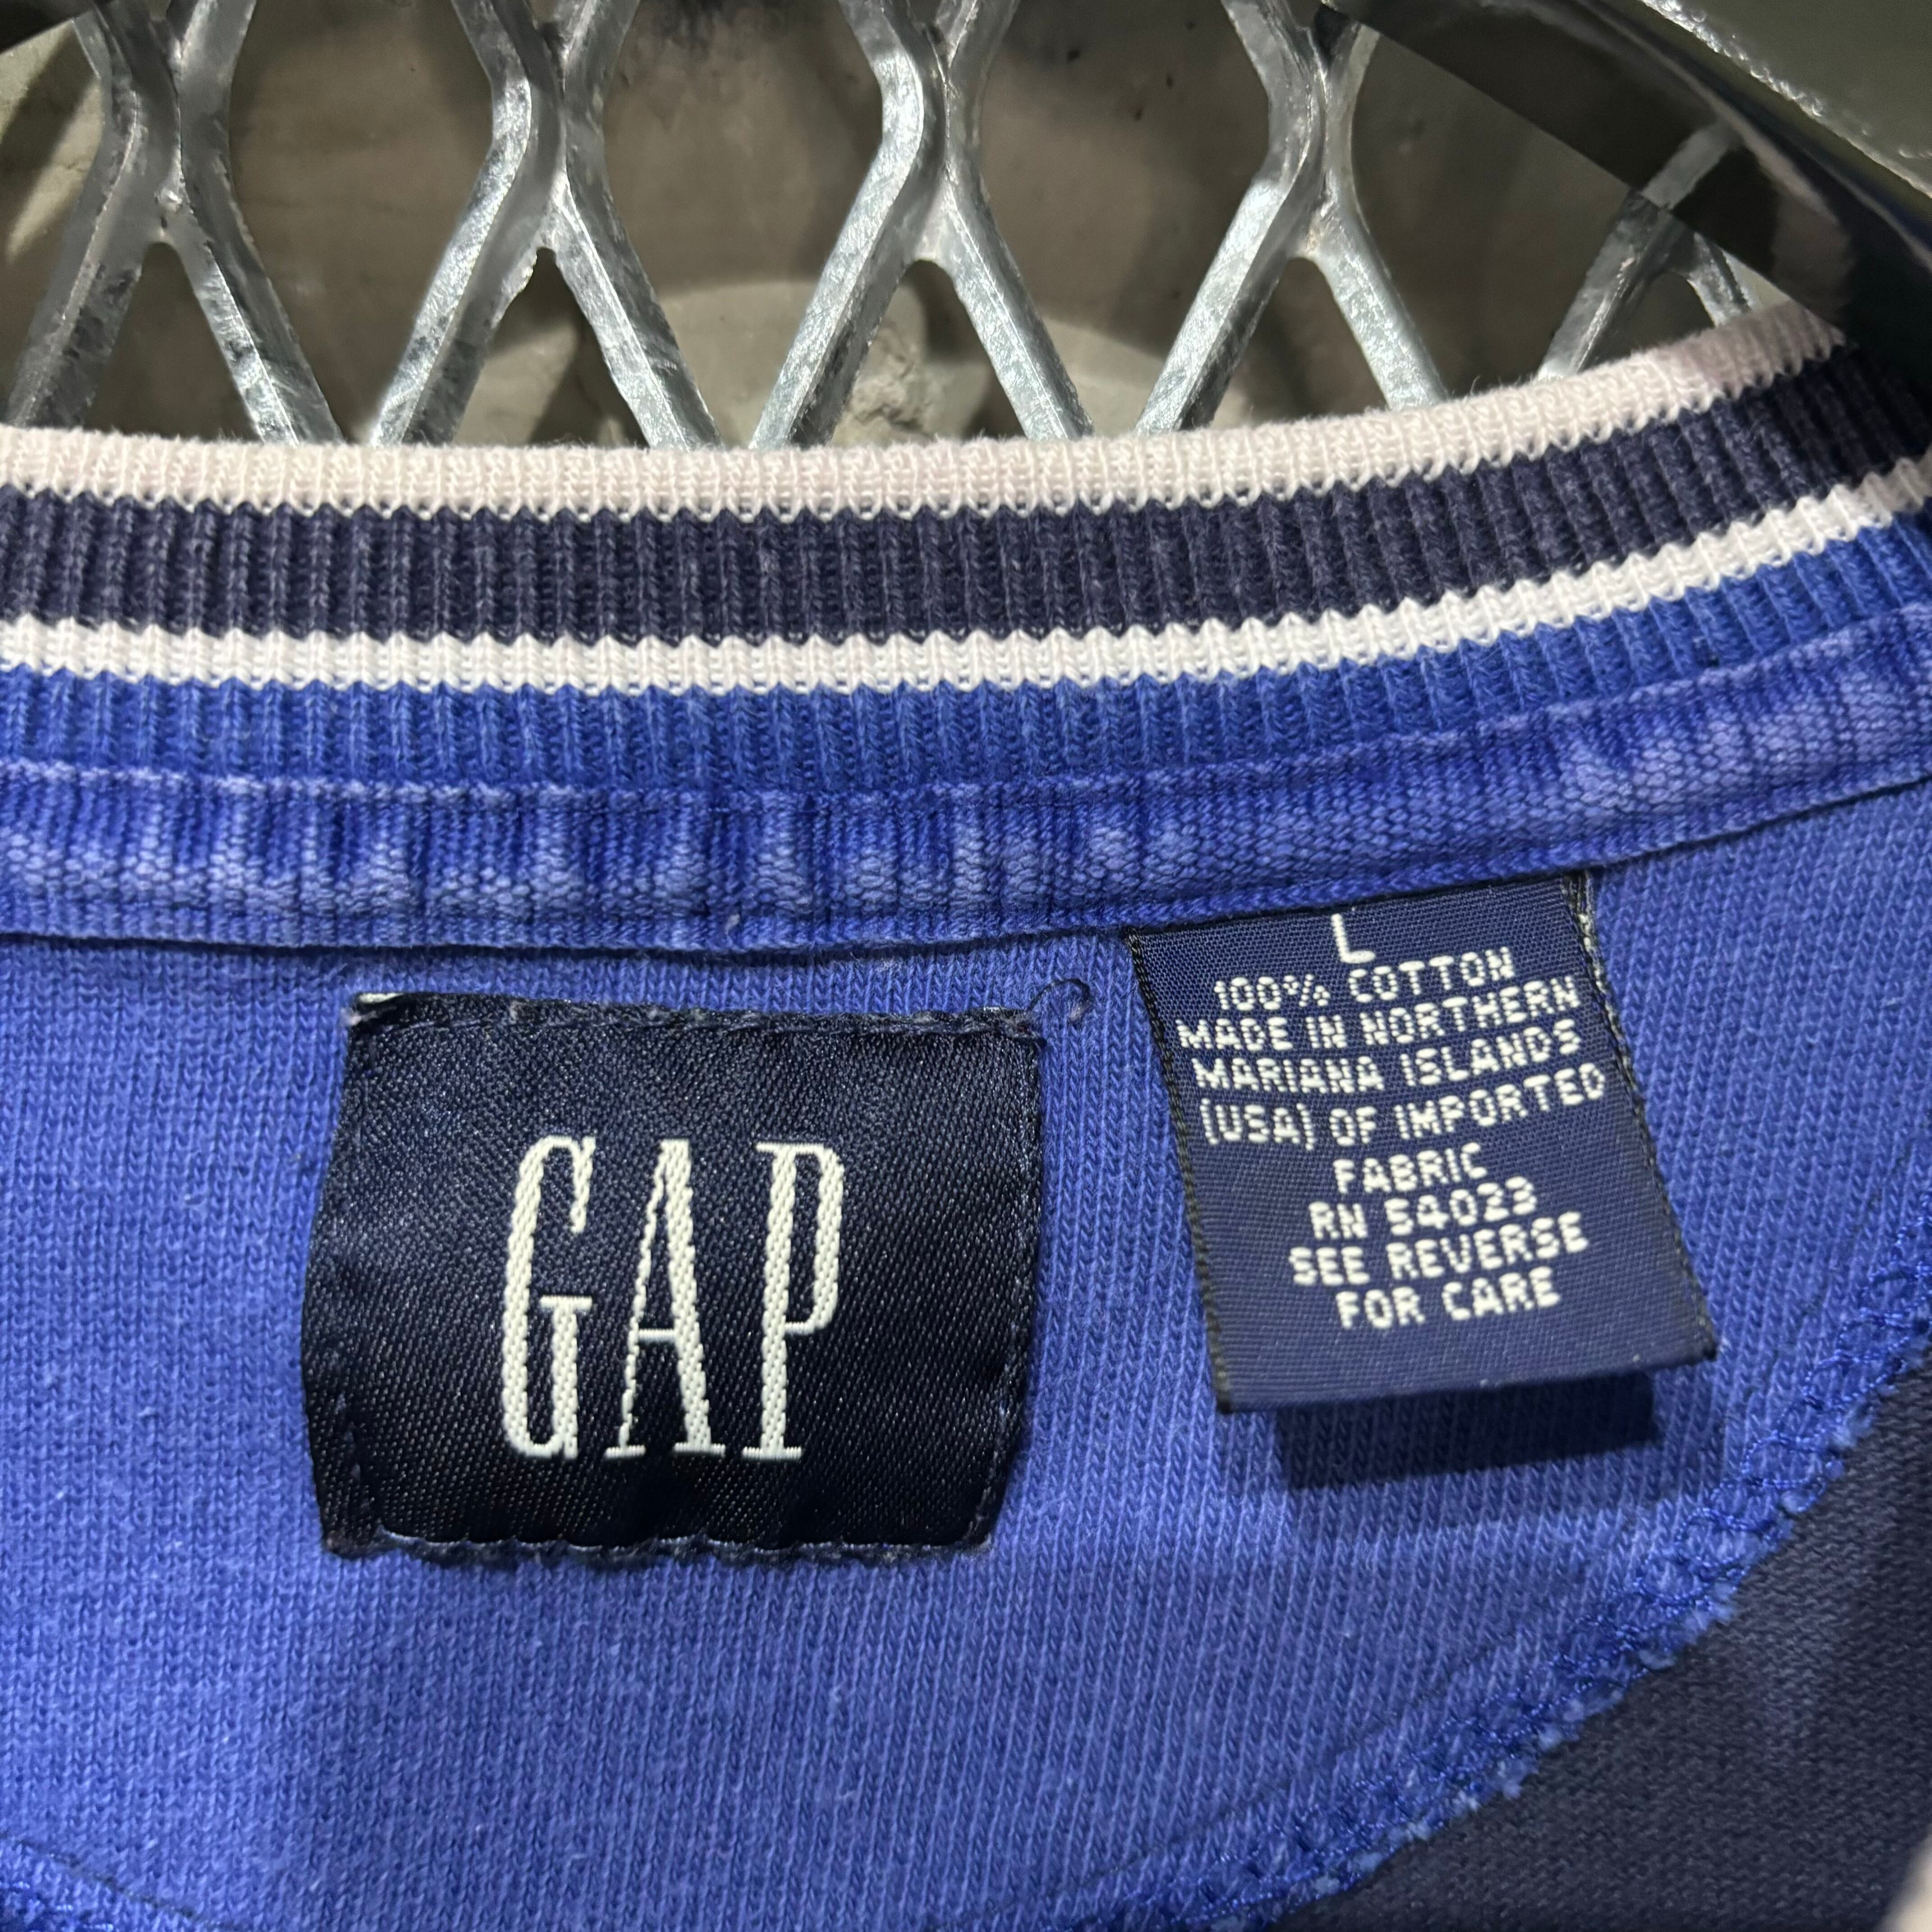 GAP
L
100% COTTON
MADE IN NORTHERN
MARIANA ISLANDS
(USA) OF IMPORTED
FABRIC
RN 54023
SEE REVERSE
FOR CARE